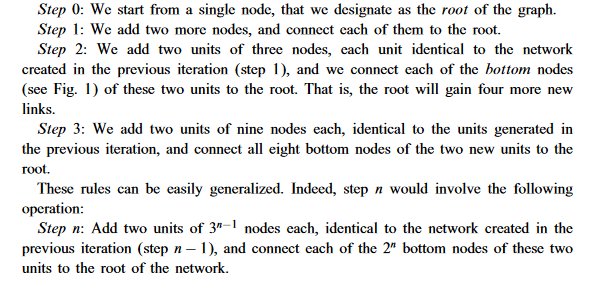 Step 0: We start from a single node, that we designate as the root of the graph.
Step 1: We add two more nodes, and connect each of them to the root.
Step 2: We add two units of three nodes, each unit identical to the network
created in the previous iteration (step 1), and we connect each of the bottom nodes
(see Fig. 1) of these two units to the root. That is, the root will gain four more new
links.
Step 3: We add two units of nine nodes each, identical to the units generated in
the previous iteration, and connect all eight bottom nodes of the two new units to the
root.
These rules can be easily generalized. Indeed, step n would involve the following
operation:
Step n: Add two units of 3ⁿ⁻¹ nodes each, identical to the network created in the
previous iteration (step n − 1), and connect each of the 2ⁿ bottom nodes of these two
units to the root of the network.